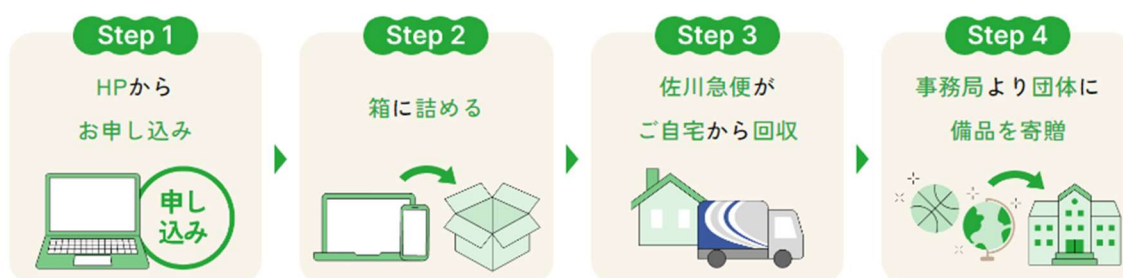 Step 1
HPから
お申し込み
申し
込み
Step 2
箱に詰める
Step 3
佐川急便が
ご自宅から回収
Step 4
事務局より団体に
備品を寄贈